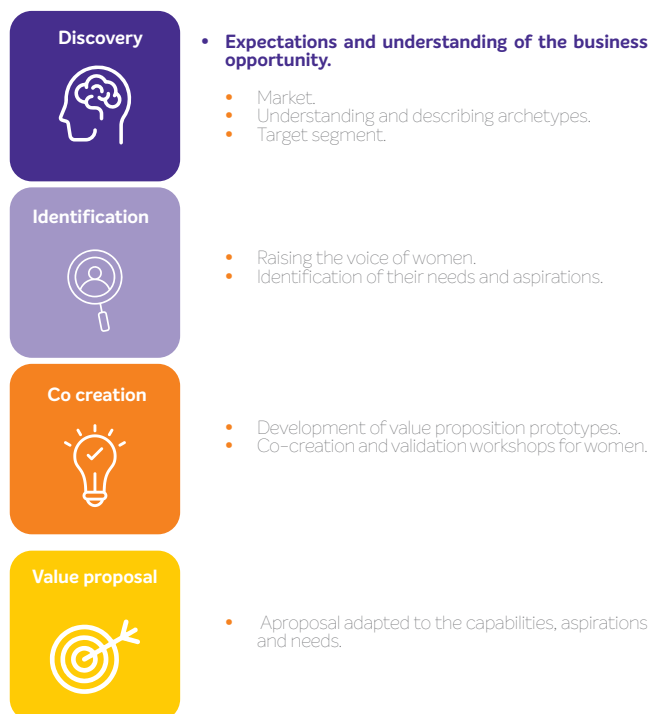 Discovery
• Expectations and understanding of the business
opportunity.
• Market.
• Understanding and describing archetypes.
• Target segment.
Identification
• Raising the voice of women.
• Identification of their needs and aspirations.
Co creation
• Development of value proposition prototypes.
• Co-creation and validation workshops for women.
Value proposal
• Aproposal adapted to the capabilities, aspirations
and needs.